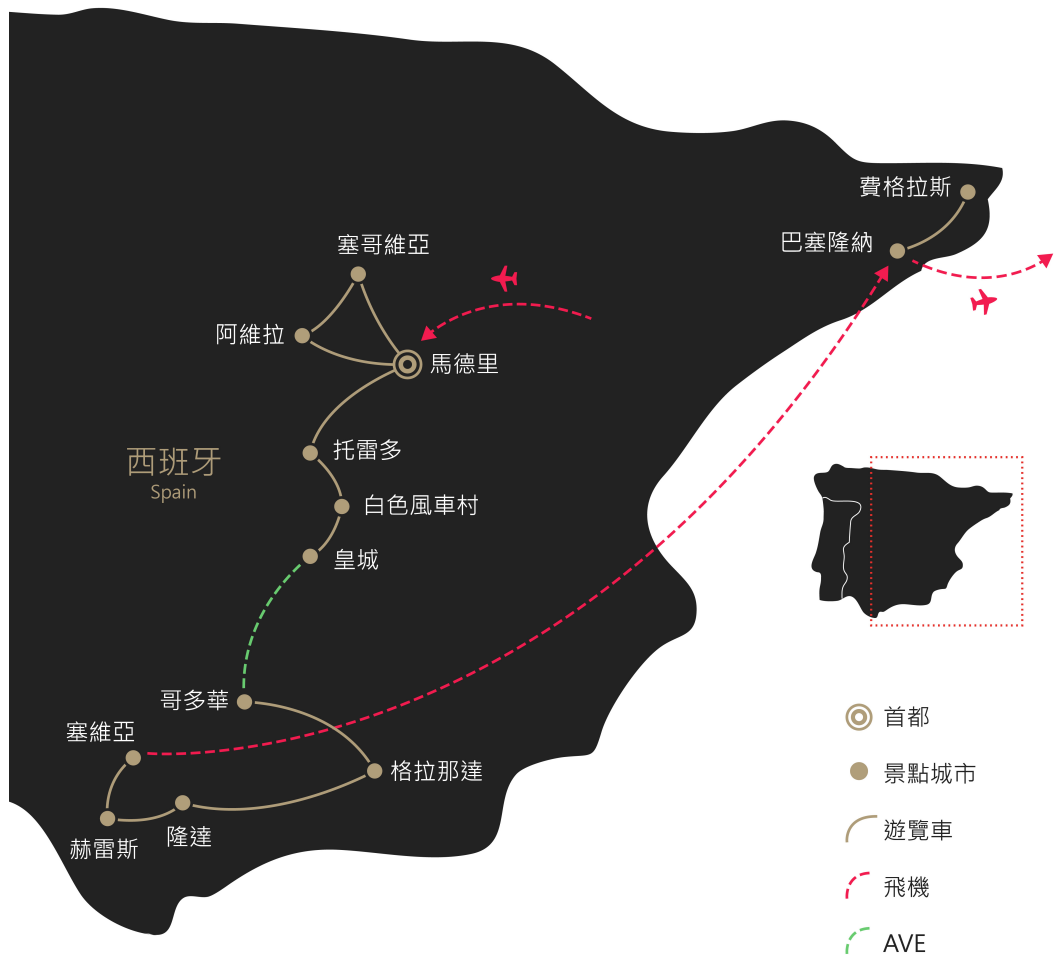 費格拉斯
巴塞隆納
塞哥維亞
阿維拉
馬德里
托雷多
西班牙
Spain
白色風車村
皇城
哥多華
塞維亞
格拉那達
隆達
赫雷斯
首都
景點城市
遊覽車
飛機
AVE